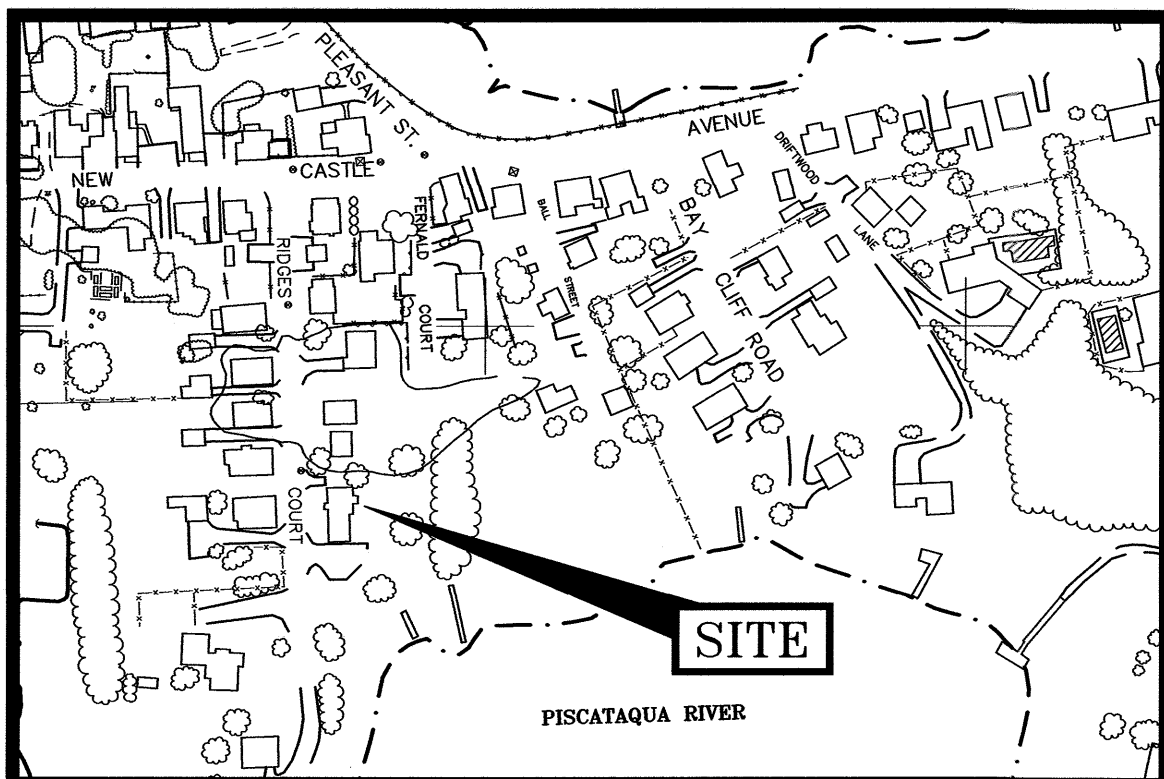 PLEASANT ST.
NEW
CASTLE
AVENUE
DRIFTWOOD
LANE
FERNALD
COURT
BALL
STREET
BAY
CLIFF
ROAD
RIDGES
COURT
SITE
PISCATAQUA RIVER